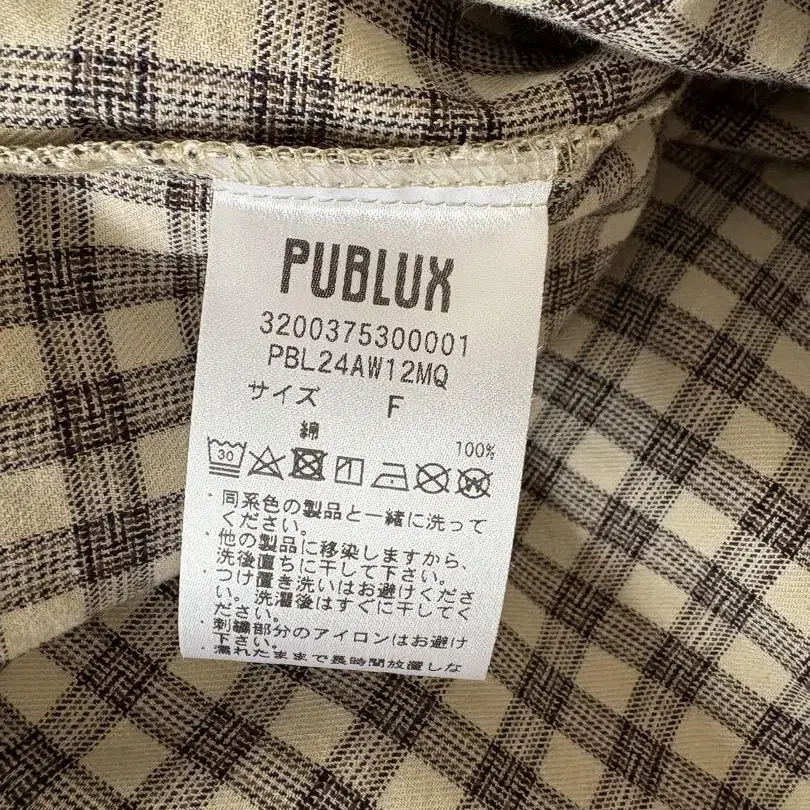 PUBLUX
3200375300001
PBL24AW12MQ
サイズ F
綿 100%
30
W
・同系色の製品と一緒に洗って
ください。
・他の製品に移染しますから、
洗後直ちに干して下さい。
・つけ置き洗いはお避けくださ
い。洗濯後はすぐに干してく
ださい。
・刺繍部分のアイロンはお避け
下さい。
・濡れたままで長時間放置しな